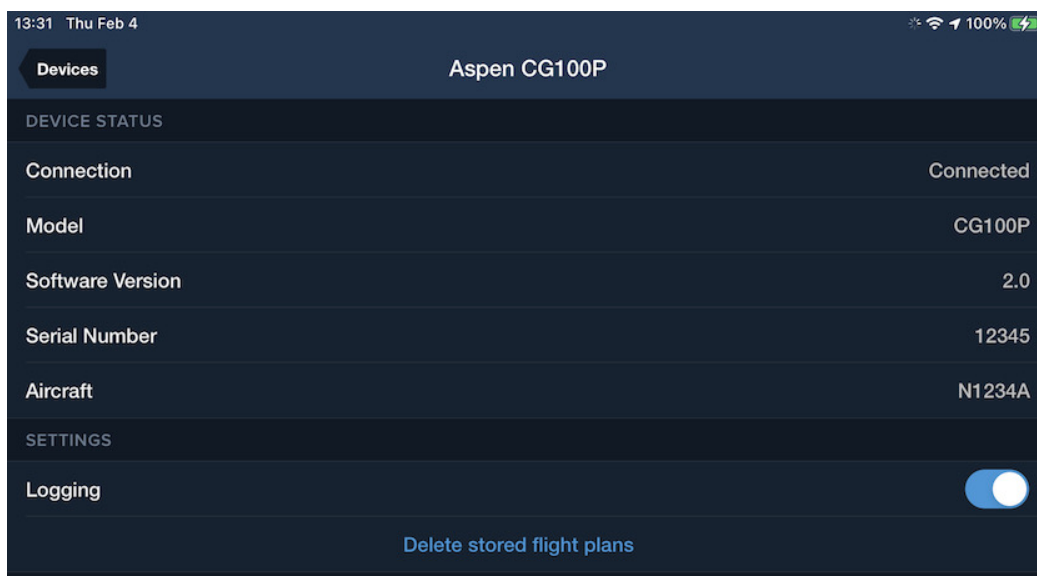 13:31 Thu Feb 4 100%
Devices Aspen CG100P
DEVICE STATUS
Connection Connected
Model CG100P
Software Version 2.0
Serial Number 12345
Aircraft N1234A
SETTINGS
Logging
Delete stored flight plans